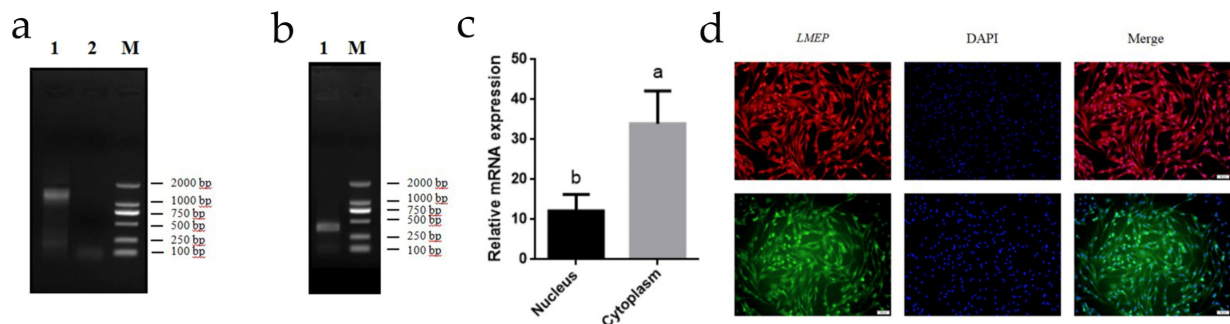 a
1 2 M
2000 bp
1000 bp
750 bp
500 bp
250 bp
100 bp
b
1 M
2000 bp
1000 bp
750 bp
500 bp
250 bp
100 bp
c
Relative mRNA expression
50
40
30
20
10
0
b
a
Nucleus
Cytoplasm
d
LMEP DAPI Merge